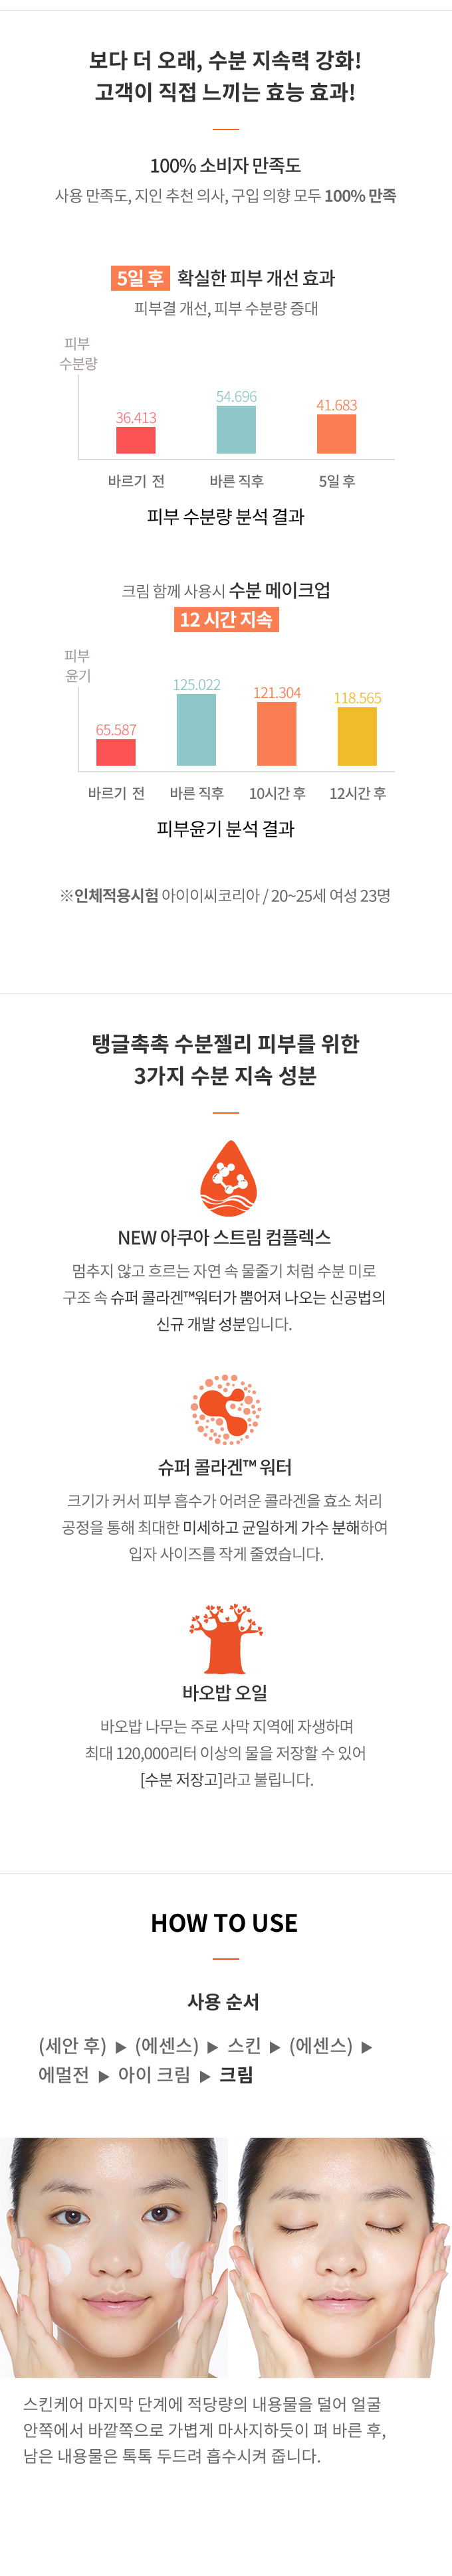 보다 더 오래, 수분 지속력 강화!
고객이 직접 느끼는 효능 효과!
100% 소비자 만족도
사용 만족도, 지인 추천 의사, 구입 의향 모두 100% 만족
5일 후 확실한 피부 개선 효과
피부결 개선, 피부 수분량 증대
피부
수분량
36.413 54.696 41.683
바르기 전 바른 직후 5일 후
피부 수분량 분석 결과
크림 함께 사용시 수분 메이크업
12 시간 지속
피부
윤기
65.587 125.022 121.304 118.565
바르기 전 바른 직후 10시간 후 12시간 후
피부윤기 분석 결과
※인체적용시험 아이이씨코리아 / 20~25세 여성 23명
탱글촉촉 수분젤리 피부를 위한
3가지 수분 지속 성분
NEW 아쿠아 스트림 컴플렉스
멈추지 않고 흐르는 자연 속 물줄기 처럼 수분 미로
구조 속 슈퍼 콜라겐™워터가 뿜어져 나오는 신공법의
신규 개발 성분입니다.
슈퍼 콜라겐™ 워터
크기가 커서 피부 흡수가 어려운 콜라겐을 효소 처리
공정을 통해 최대한 미세하고 균일하게 가수 분해하여
입자 사이즈를 작게 줄였습니다.
바오밥 오일
바오밥 나무는 주로 사막 지역에 자생하며
최대 120,000리터 이상의 물을 저장할 수 있어
[수분 저장고]라고 불립니다.
HOW TO USE
사용 순서
(세안 후) ▶ (에센스) ▶ 스킨 ▶ (에센스) ▶
에멀전 ▶ 아이 크림 ▶ 크림
스킨케어 마지막 단계에 적당량의 내용물을 덜어 얼굴
안쪽에서 바깥쪽으로 가볍게 마사지하듯이 펴 바른 후,
남은 내용물은 톡톡 두드려 흡수시켜 줍니다.